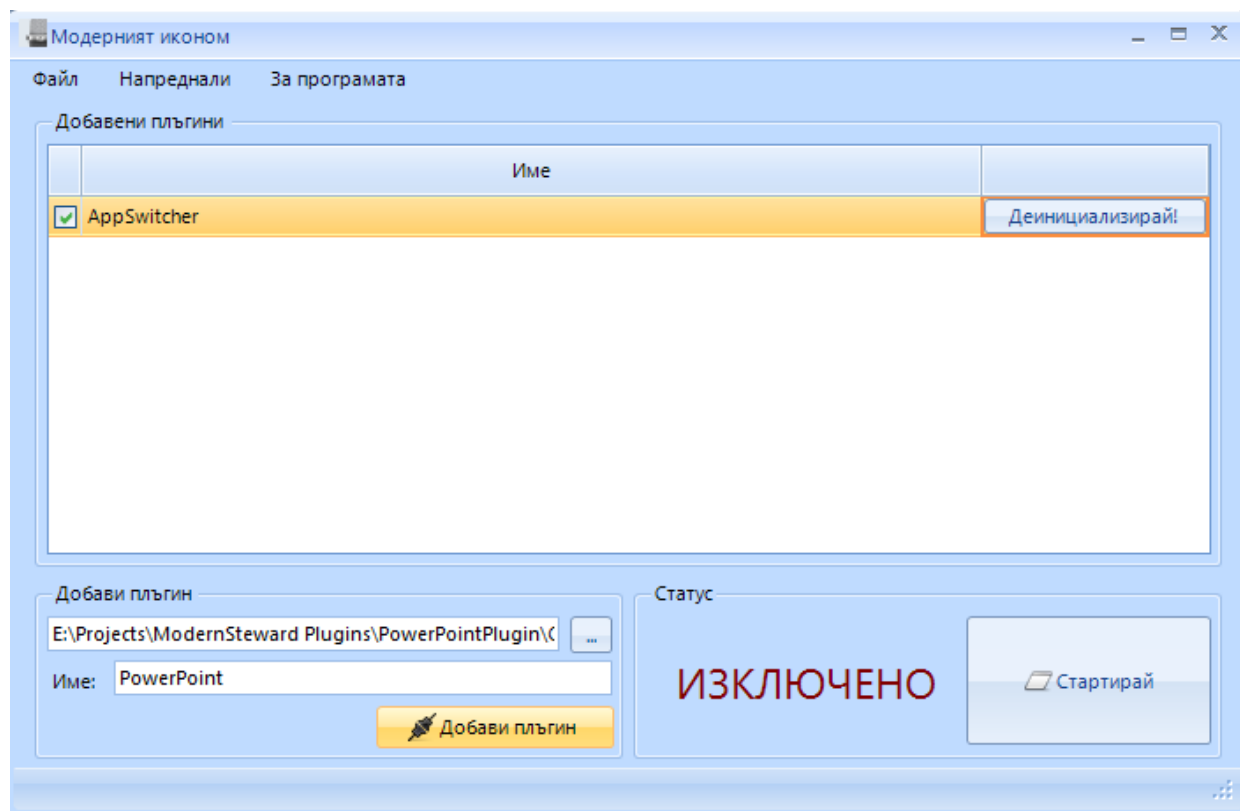 Модерният иконом
Файл Напреднали За програмата
Добавени плъгини
Име
AppSwitcher Деинициализирай!
Добави плъгин
E:\Projects\ModernSteward Plugins\PowerPointPlugin\
...
Име: PowerPoint
Добави плъгин
Статус
ИЗКЛЮЧЕНО
Стартирай